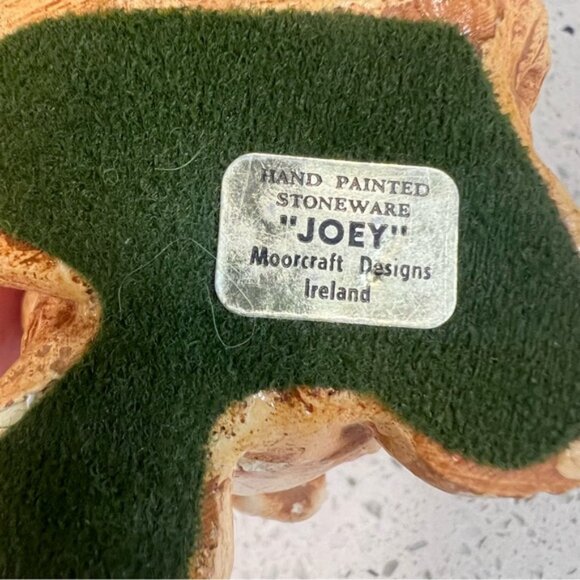 HAND PAINTED
STONEWARE
"JOEY"
Moorcraft Designs
Ireland